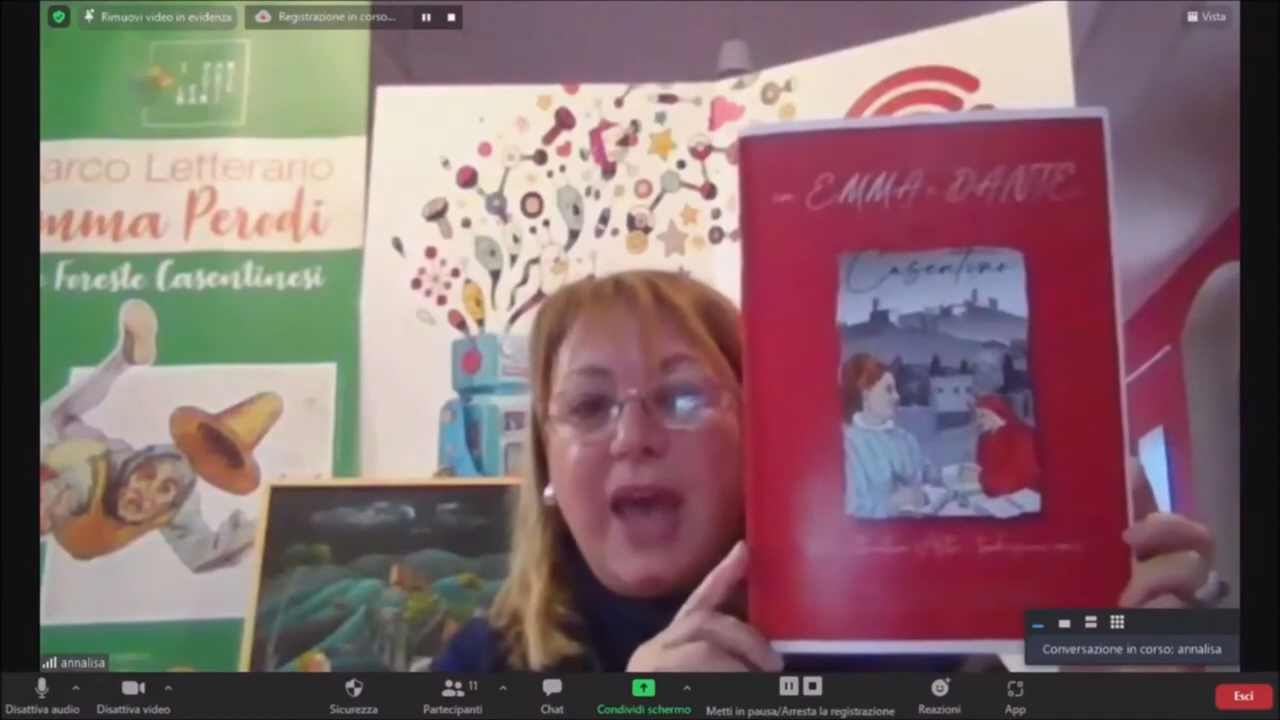 Rimuovi video in evidenza
Registrazione in corso...
Vista
arco Letterario
mma Perodi
Foreste Casentinesi
EMMA e DANTE
Casentino
annalisa
Conversazione in corso: annalisa
Disattiva audio
Disattiva video
Sicurezza
Partecipanti
11
Chat
Condividi schermo
Metti in pausa/Arresta la registrazione
Reazioni
App
Esci